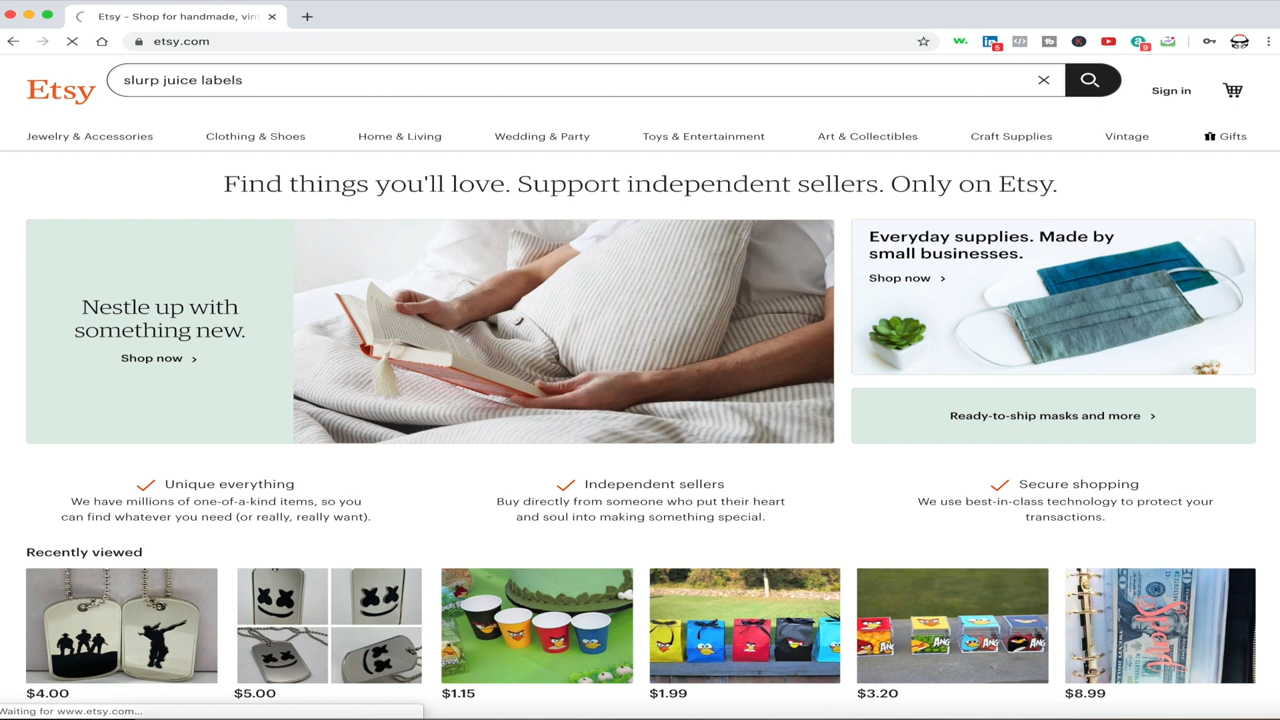 Etsy - Shop for handmade, vint
etsy.com
5
9
Etsy
slurp juice labels
Sign in
Jewelry & Accessories
Clothing & Shoes
Home & Living
Wedding & Party
Toys & Entertainment
Art & Collectibles
Craft Supplies
Vintage
Gifts
Find things you'll love. Support independent sellers. Only on Etsy.
Nestle up with
something new.
Shop now >
Everyday supplies. Made by
small businesses.
Shop now >
Ready-to-ship masks and more >
Unique everything
We have millions of one-of-a-kind items, so you
can find whatever you need (or really, really want).
Independent sellers
Buy directly from someone who put their heart
and soul into making something special.
Secure shopping
We use best-in-class technology to protect your
transactions.
Recently viewed
ANG
ANG
ANG
Spend
$4.00
$5.00
$1.15
$1.99
$3.20
$8.99
Waiting for www.etsy.com...